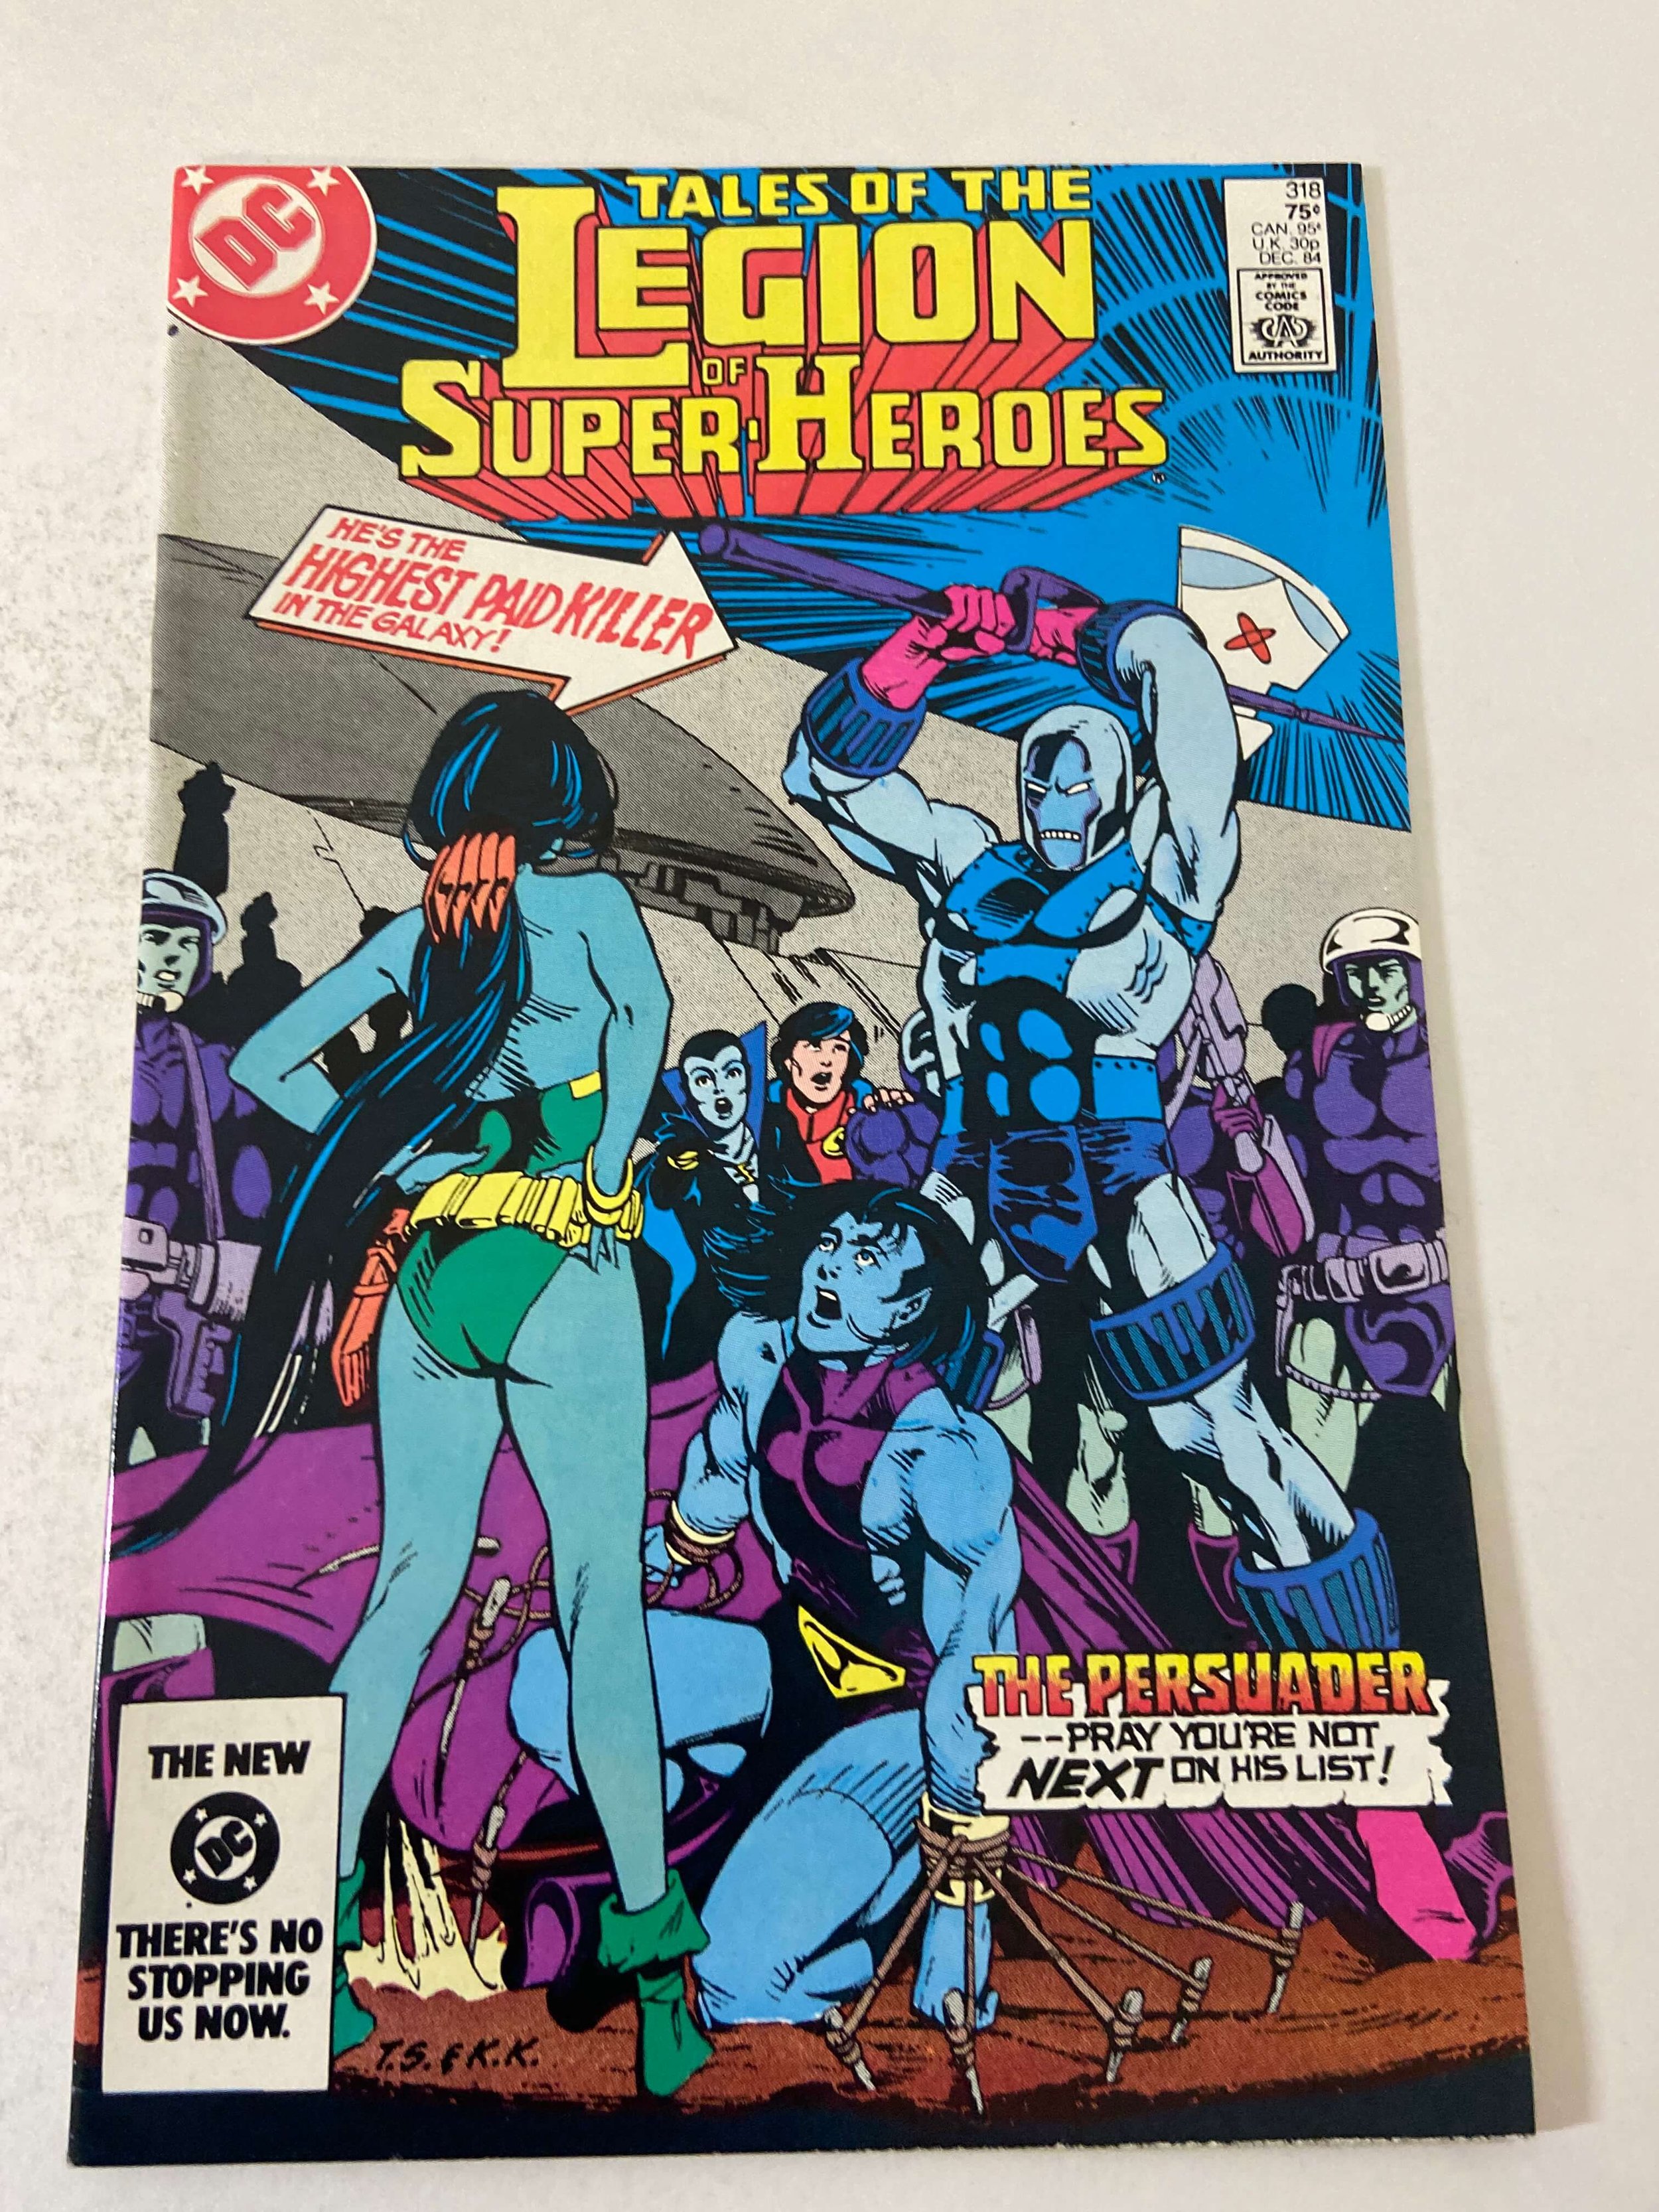 DC
TALES OF THE
LEGION
OF
SUPER-HEROES
318
75¢
CAN. 95¢
U.K. 30p
DEC. 84
APPROVED
BY THE
COMICS
CODE
CA
AUTHORITY
HE'S THE
HIGHEST PAID KILLER
IN THE GALAXY!
THE PERSUADER
--PRAY YOU'RE NOT
NEXT ON HIS LIST!
THE NEW
DC
THERE'S NO
STOPPING
US NOW.
T.S. & K.K.